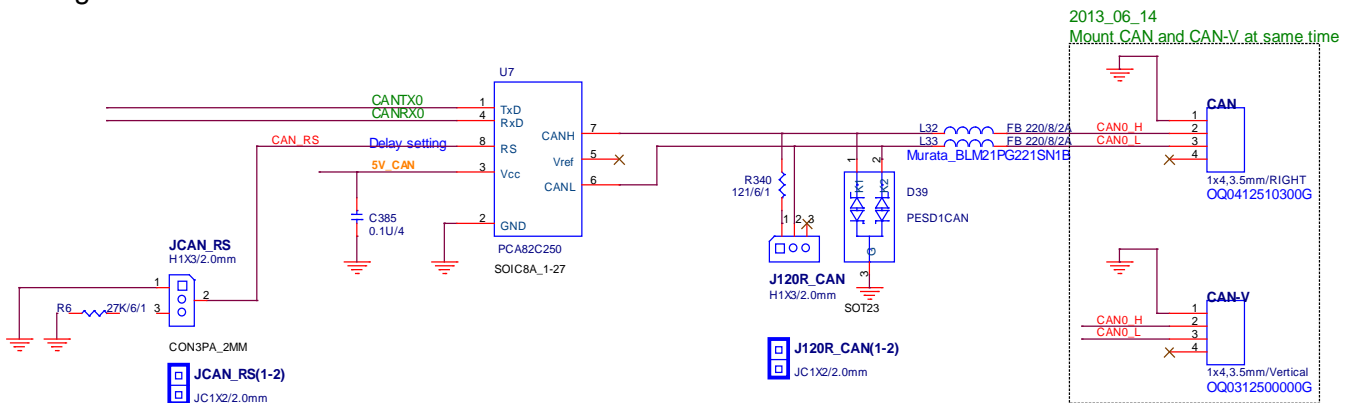 2013_06_14
Mount CAN and CAN-V at same time
U7
CANTX0
CANRX0
CAN_RS
Delay setting
5V_CAN
1
4
8
3
2
TxD
RxD
RS
Vcc
GND
CANH
Vref
CANL
7
5
6
PCA82C250
SOIC8A_1-27
C385
0.1U/4
JCAN_RS
H1X3/2.0mm
1
2
3
R6
27K/6/1
CON3PA_2MM
JCAN_RS(1-2)
JC1X2/2.0mm
R340
121/6/1
1
2
3
J120R_CAN
H1X3/2.0mm
J120R_CAN(1-2)
JC1X2/2.0mm
1
2
K1
K2
G
3
D39
PESD1CAN
SOT23
L32
FB 220/8/2A
L33
FB 220/8/2A
Murata_BLM21PG221SN1B
CAN0_H
CAN0_L
CAN
1
2
3
4
1x4,3.5mm/RIGHT
OQ0412510300G
CAN-V
CAN0_H
CAN0_L
1
2
3
4
1x4,3.5mm/Vertical
OQ0312500000G